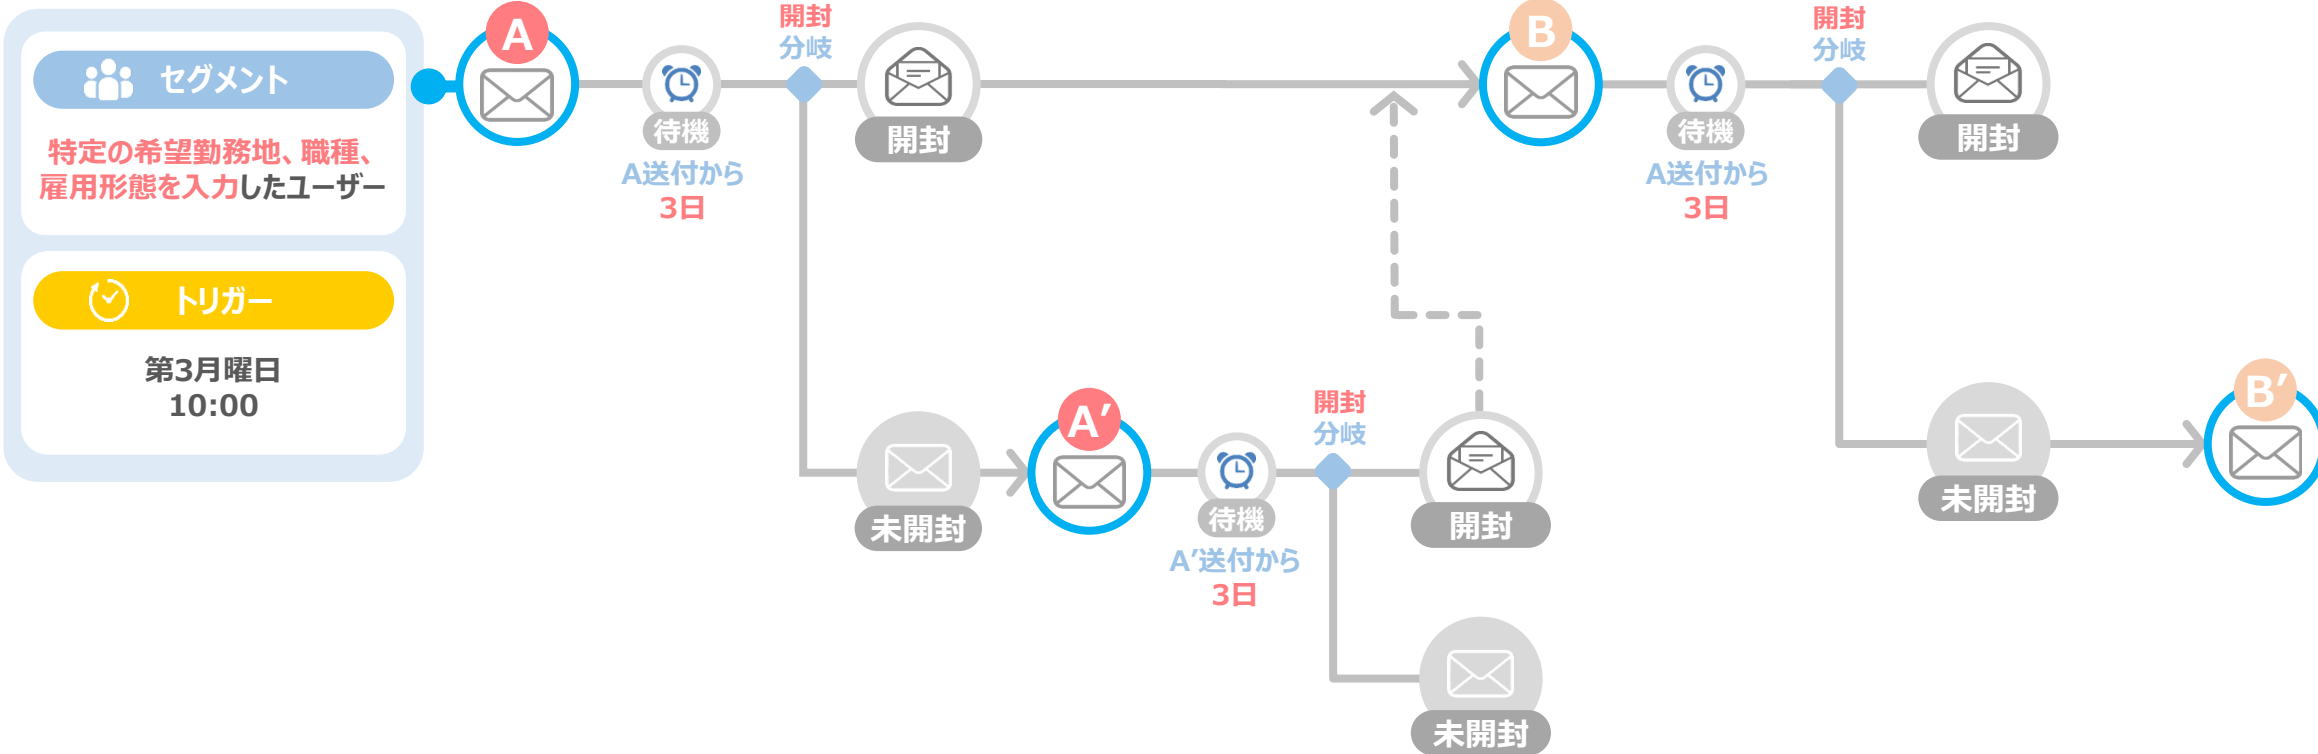 セグメント
特定の希望勤務地、職種、
雇用形態を入力したユーザー
トリガー
第3月曜日
10:00
A
待機
A送付から
3日
開封
分岐
開封
未開封
A′
待機
A′送付から
3日
開封
分岐
開封
未開封
B
待機
A送付から
3日
開封
分岐
開封
未開封
B′